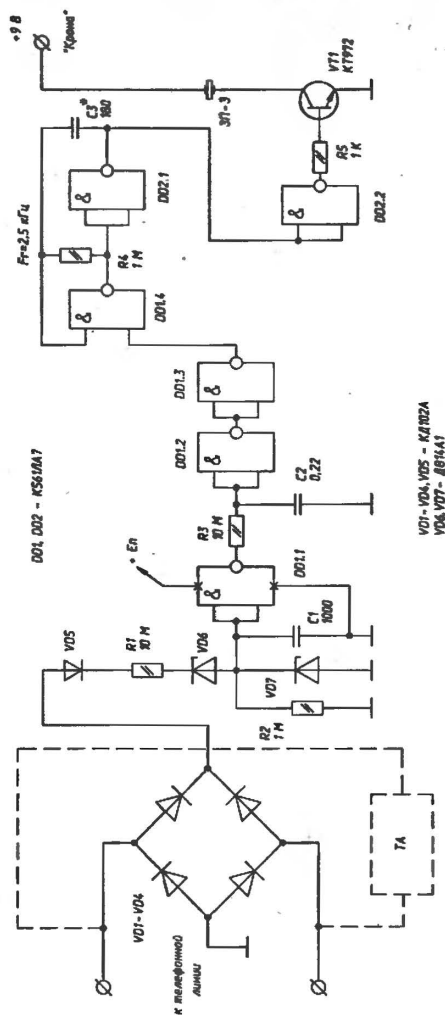 к телефонной
линии
VD1-VD4
TA
VD5
R1
10 М
VD6
R2
1 М
VD7
C1
1000
+ Еп
DD1.1
&
R3
10 М
C2
0,22
DD1, DD2 - К561ЛА7
DD1.2
&
DD1.3
&
Fг=2,5 кГц
DD1.4
&
R4
1 М
DD2.1
&
C3*
180
DD2.2
&
R5
1 К
VT1
КТ972
ЗП-3
+9 В
"Крона"
VD1-VD4,VD5 - КД102А
VD6,VD7- Д814А1